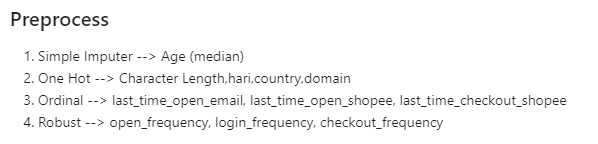 Preprocess
1. Simple Imputer --> Age (median)
2. One Hot --> Character Length,hari,country,domain
3. Ordinal --> last_time_open_email, last_time_open_shopee, last_time_checkout_shopee
4. Robust --> open_frequency, login_frequency, checkout_frequency